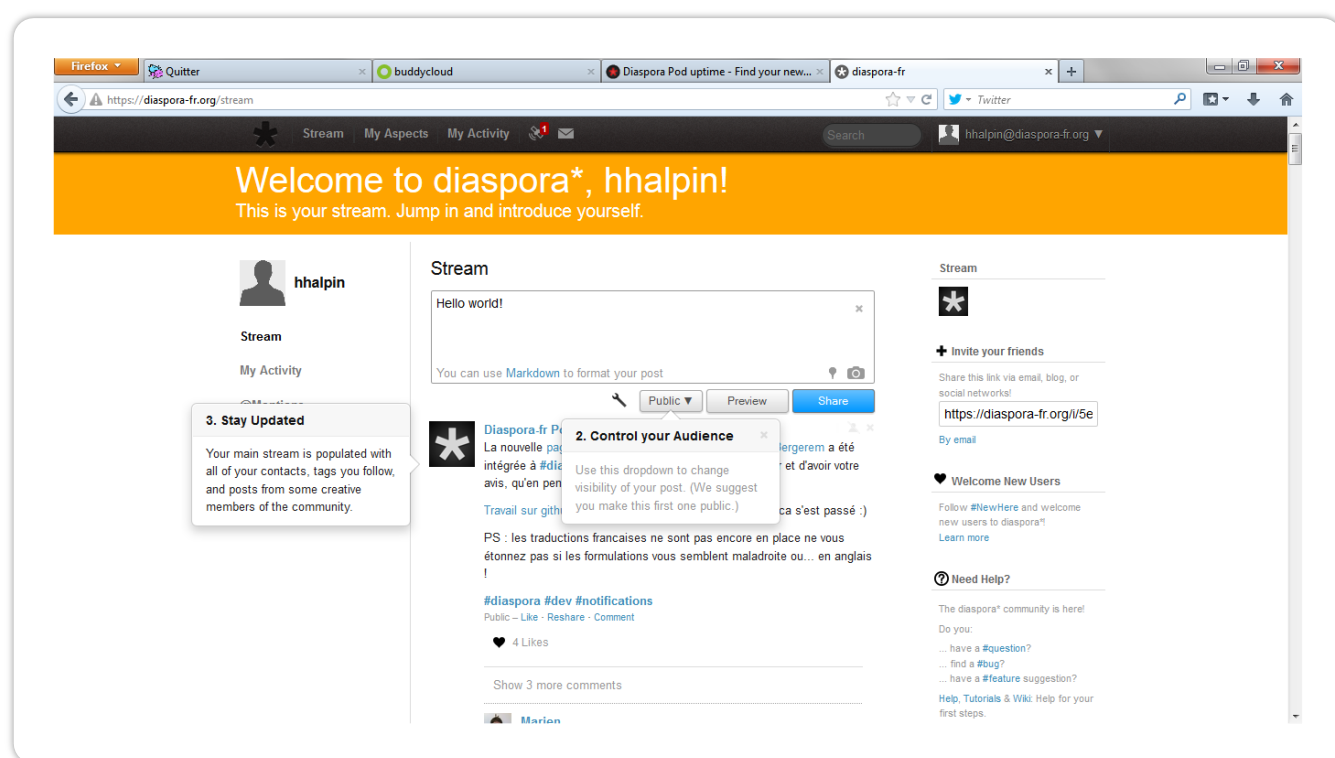 Firefox
Quitter
buddycloud
Diaspora Pod uptime - Find your new...
diaspora-fr
https://diaspora-fr.org/stream
Twitter
Stream My Aspects My Activity 1
Search
hhalpin@diaspora-fr.org ▼
Welcome to diaspora*, hhalpin!
This is your stream. Jump in and introduce yourself.
hhalpin
Stream
My Activity
@Mentions
3. Stay Updated
Your main stream is populated with
all of your contacts, tags you follow,
and posts from some creative
members of the community.
Stream
Hello world!
You can use Markdown to format your post
Public ▼ Preview Share
2. Control your Audience
Use this dropdown to change
visibility of your post. (We suggest
you make this first one public.)
Diaspora-fr
La nouvelle Bergerem a été
intégrée à et d'avoir votre
avis, qu'en
Travail sur ca s'est passé :)
PS : les traductions francaises ne sont pas encore en place ne vous
étonnez pas si les formulations vous semblent maladroite ou... en anglais
!
#diaspora #dev #notifications
Public – Like · Reshare · Comment
4 Likes
Show 3 more comments
Marien
Stream
Invite your friends
Share this link via email, blog, or
social networks!
https://diaspora-fr.org/i/5e
By email
Welcome New Users
Follow #NewHere and welcome
new users to diaspora*!
Learn more
Need Help?
The diaspora* community is here!
Do you:
... have a #question?
... find a #bug?
... have a #feature suggestion?
Help, Tutorials & Wiki: Help for your
first steps.